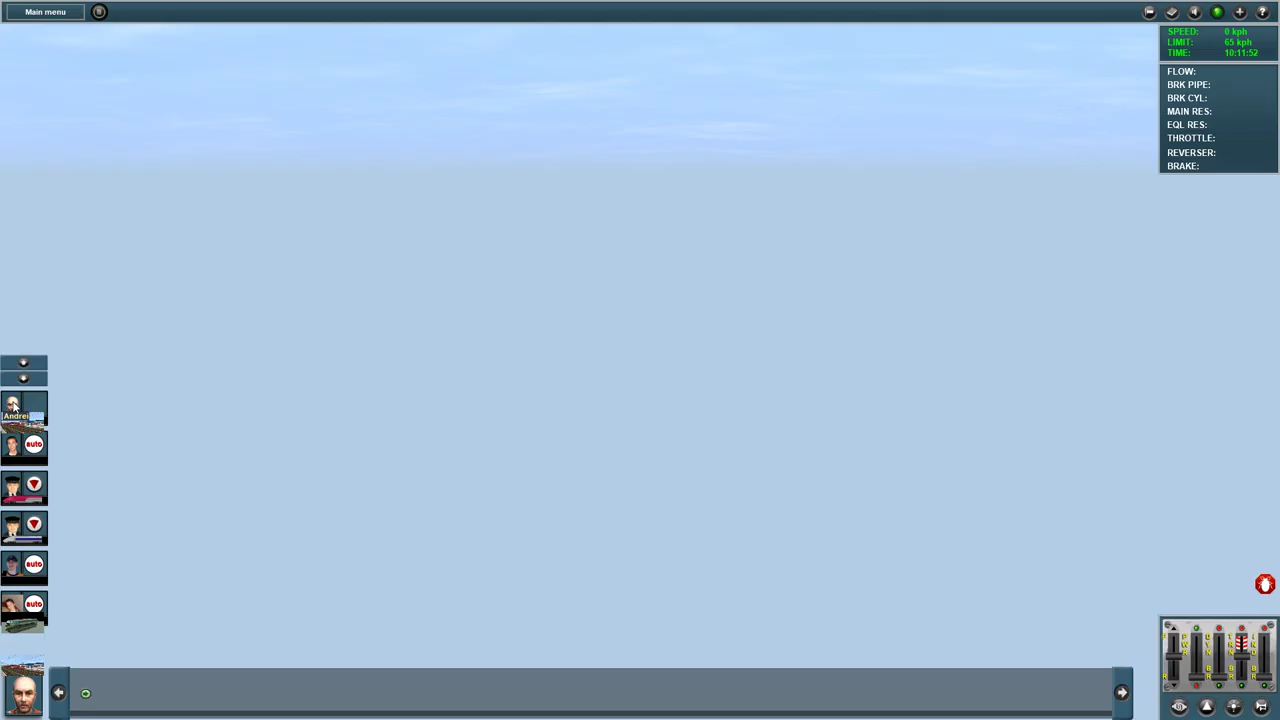 Main menu
SPEED: 0 kph
LIMIT: 65 kph
TIME: 10:11:52
FLOW:
BRK PIPE:
BRK CYL:
MAIN RES:
EQL RES:
THROTTLE:
REVERSER:
BRAKE:
Andrei
auto
auto
auto